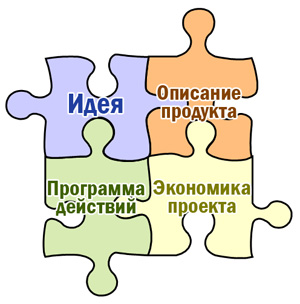 Идея
Описание
продукта
Программа
действий
Экономика
проекта